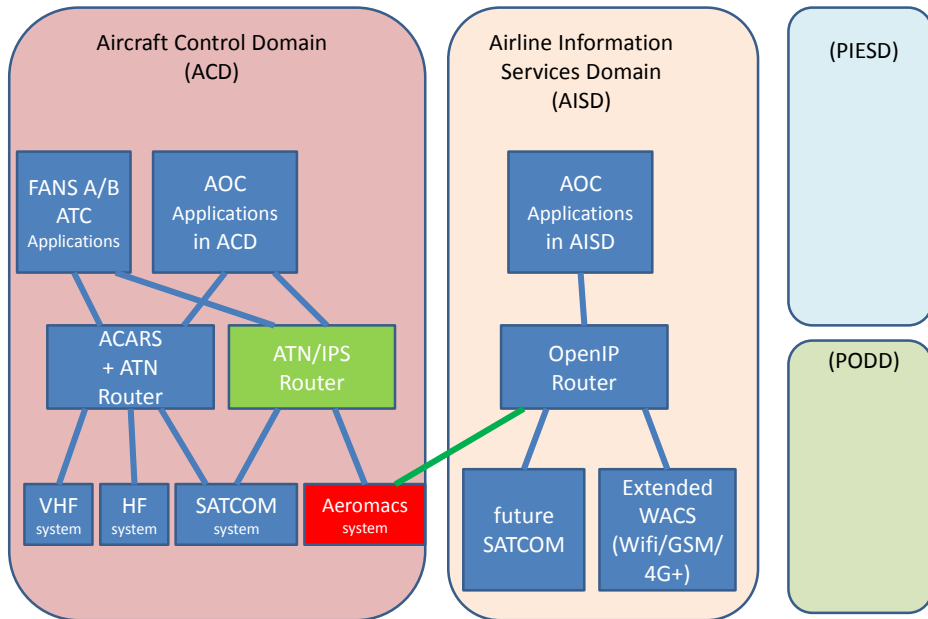 Aircraft Control Domain
(ACD)
Airline Information
Services Domain
(AISD)
(PIESD)
FANS A/B
ATC
Applications
AOC
Applications
in ACD
AOC
Applications
in AISD
ACARS
+ ATN
Router
ATN/IPS
Router
OpenIP
Router
(PODD)
VHF
system
HF
system
SATCOM
system
Aeromacs
system
future
SATCOM
Extended
WACS
(Wifi/GSM/
4G+)